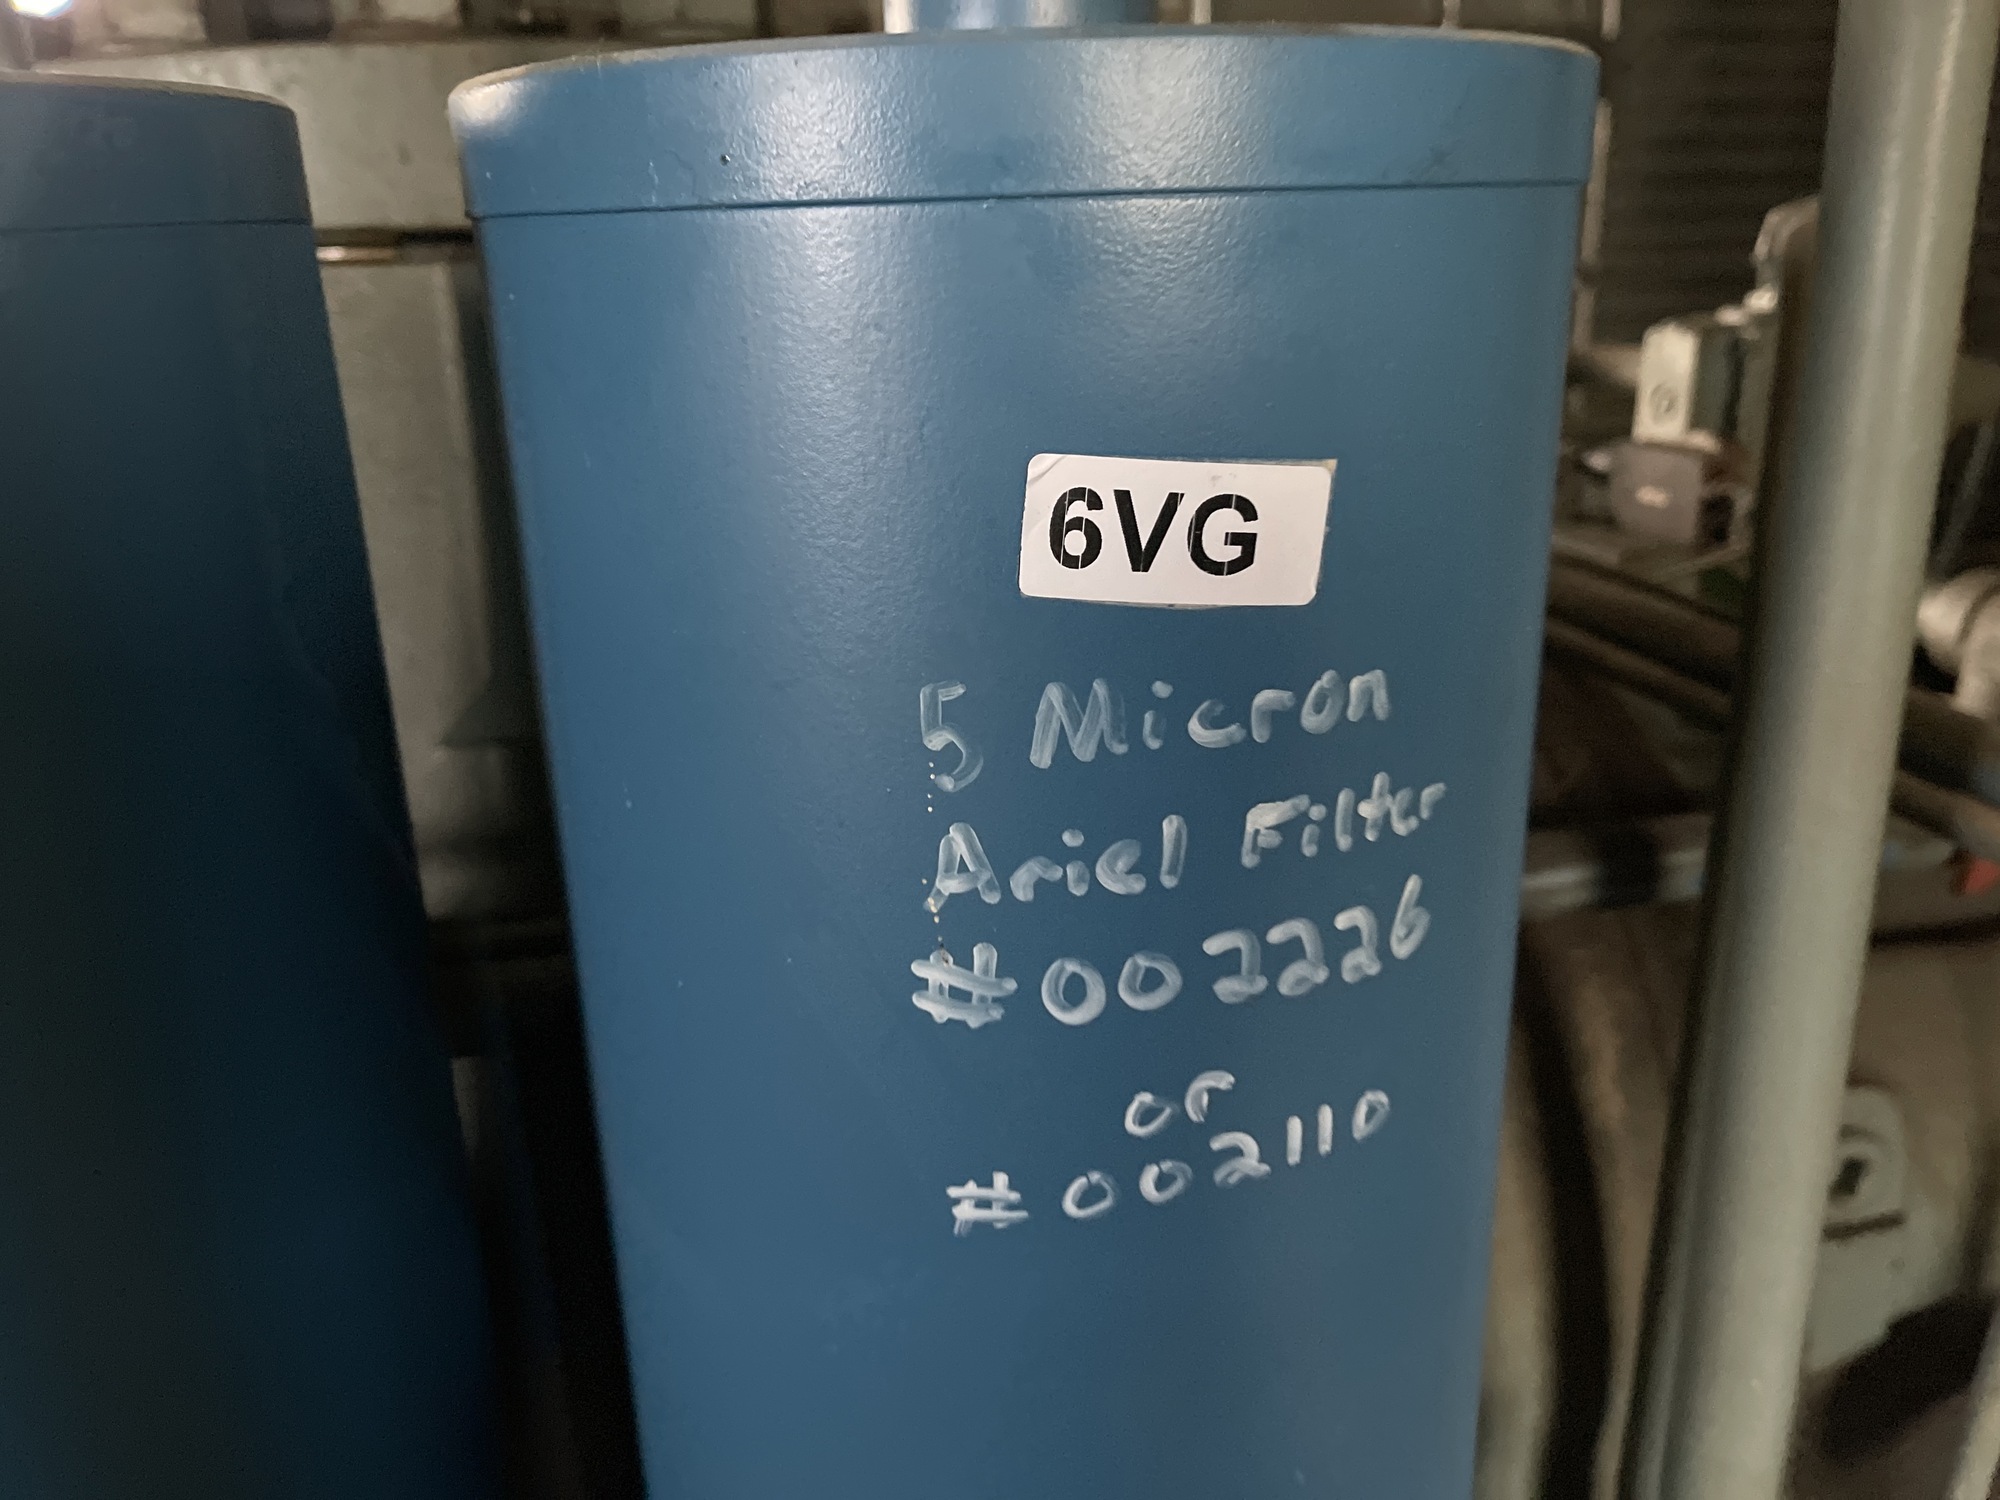 6VG
5 Micron
Ariel Filter
#002226
or
#002110